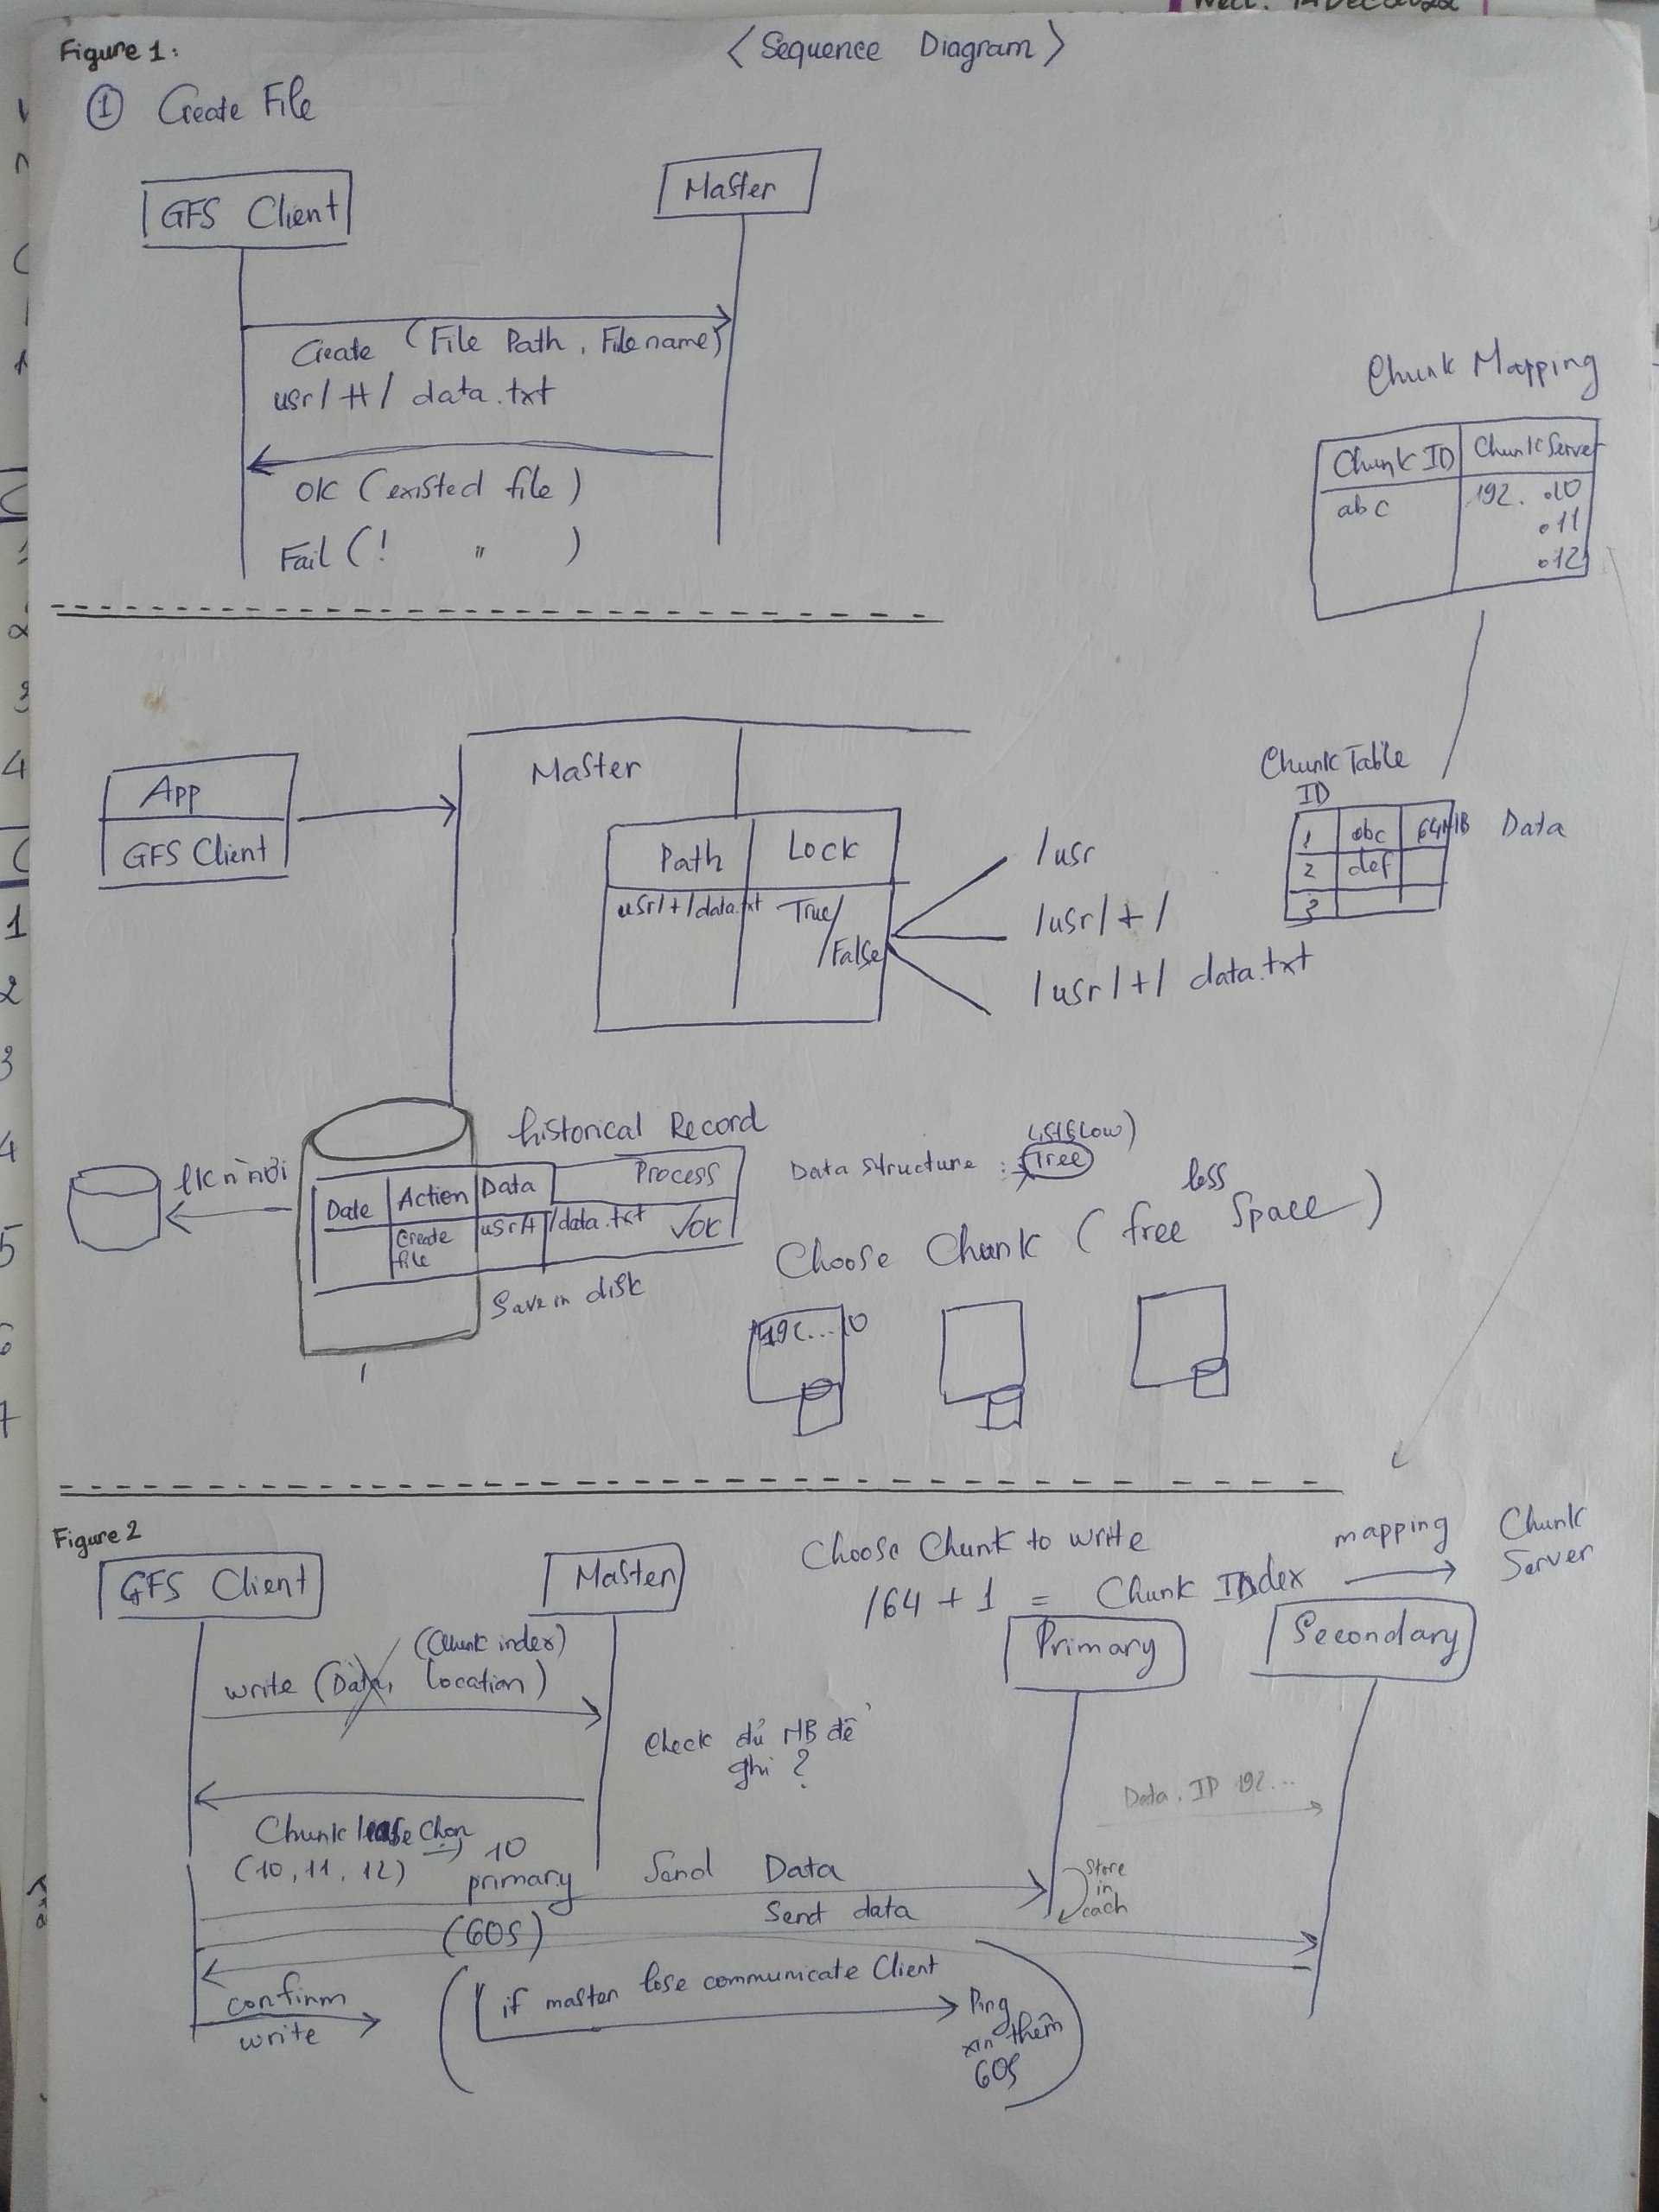 Figure 1:
< Sequence Diagram >
① Create File
GFS Client
Master
Create (File Path, Filename)
usr/tt/ data.txt
OK (existed file)
Fail (! " )
Chunk Mapping
Chunk ID
Chunk Server
abc
192. .10
.11
.12
App
GFS Client
Master
Path
Lock
usr/t/data.txt
True/
/False
/usr
/usr/t/
/usr/t/ data.txt
Chunk Table
ID
1 abc 64MB Data
2 def
3
historical Record
Date
Action
Data
Process
Create file
usr/t
/data.txt
√OK
Save in disk
Data Structure :
(Slow)
Tree
less
Choose Chunk ( free Space )
192...10
Figure 2
GFS Client
Master
Choose Chunk to write
/64 + 1 = Chunk INdex
mapping
Chunk
Server
Primary
Secondary
(Chunk index)
write (Data, location)
Check đủ MB để
ghi ?
Data, IP 192...
Chunk lease
(10, 11, 12)
10
primary
(60S)
Send Data
Store
in
cach
Send data
confirm
write
if master lose communicate Client
Ping
xin thêm
60S